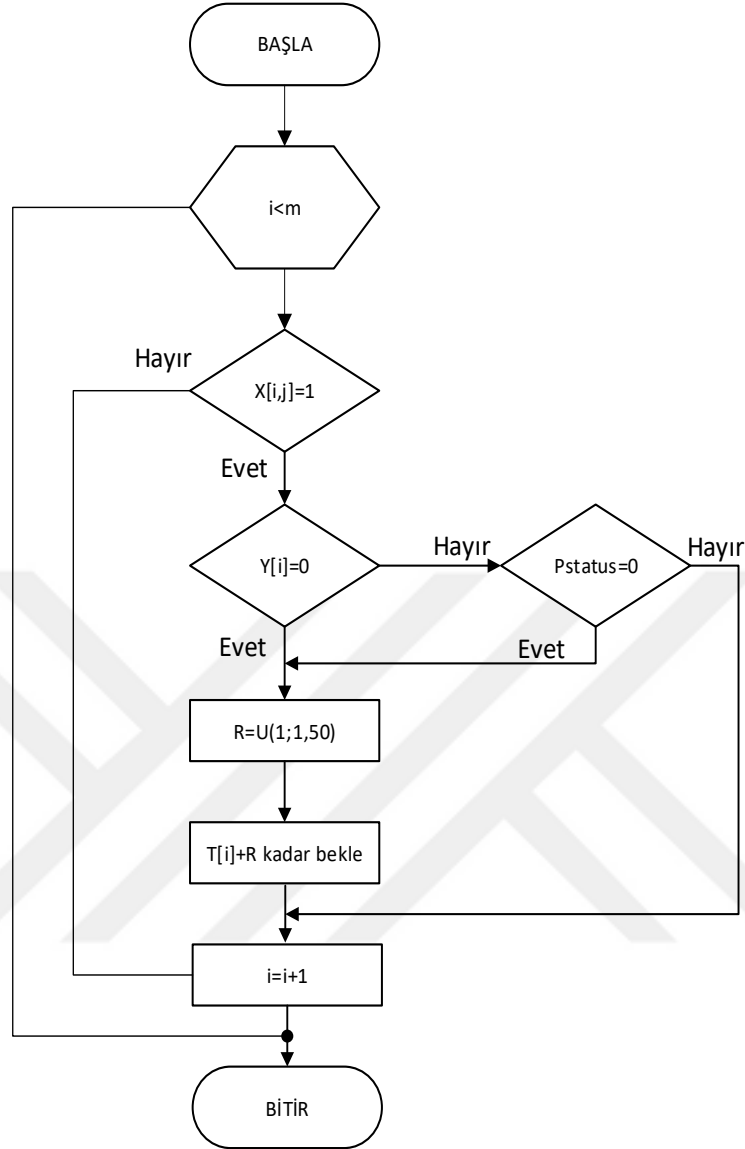 BAŞLA
i<m
Hayır
X[i,j]=1
Evet
Y[i]=0
Hayır
Pstatus=0
Hayır
Evet
Evet
R=U(1;1,50)
T[i]+R kadar bekle
i=i+1
BİTİR